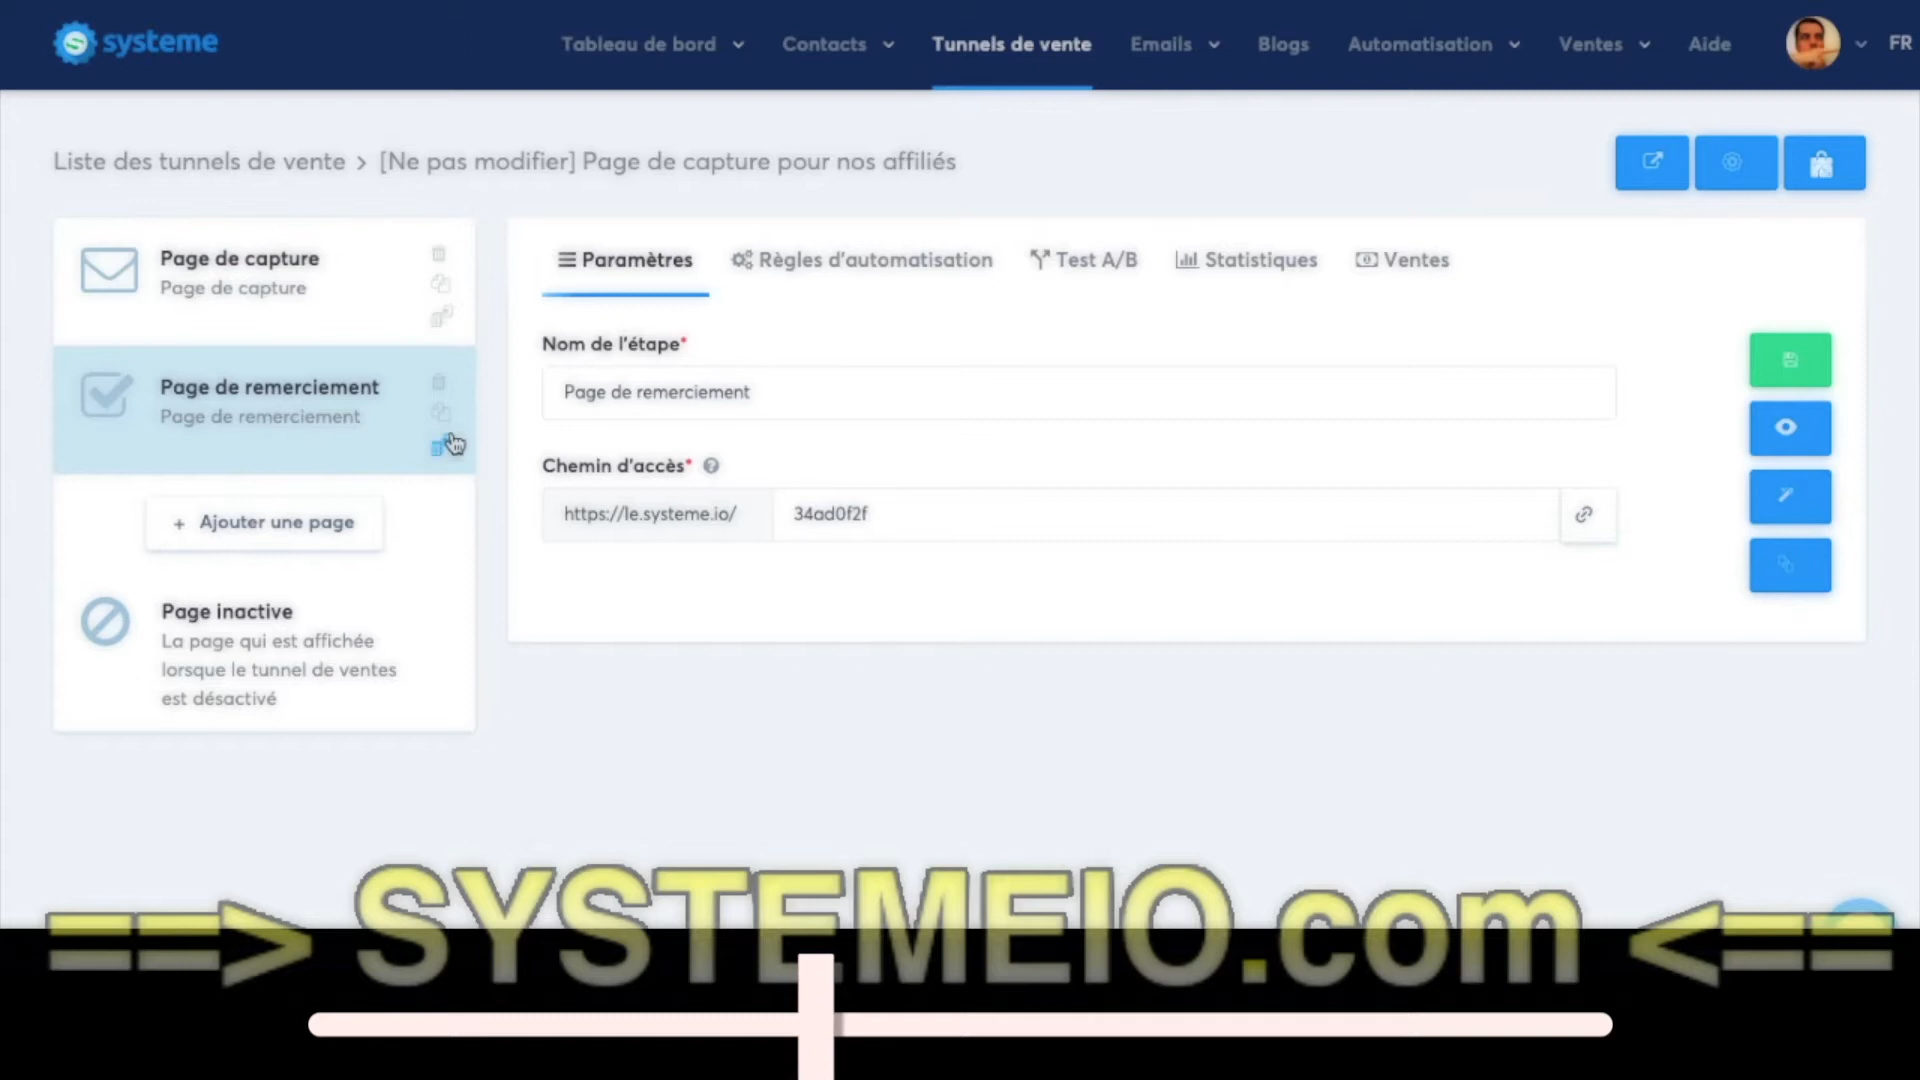 systeme
Tableau de bord
Contacts
Tunnels de vente
Emails
Blogs
Automatisation
Ventes
Aide
FR
Liste des tunnels de vente > [Ne pas modifier] Page de capture pour nos affiliés
Page de capture
Page de capture
Page de remerciement
Page de remerciement
+ Ajouter une page
Page inactive
La page qui est affichée
lorsque le tunnel de ventes
est désactivé
Paramètres
Règles d'automatisation
Test A/B
Statistiques
Ventes
Nom de l'étape*
Page de remerciement
Chemin d'accès* ?
https://le.systeme.io/
34ad0f2f
==> SYSTEMEIO.com <==